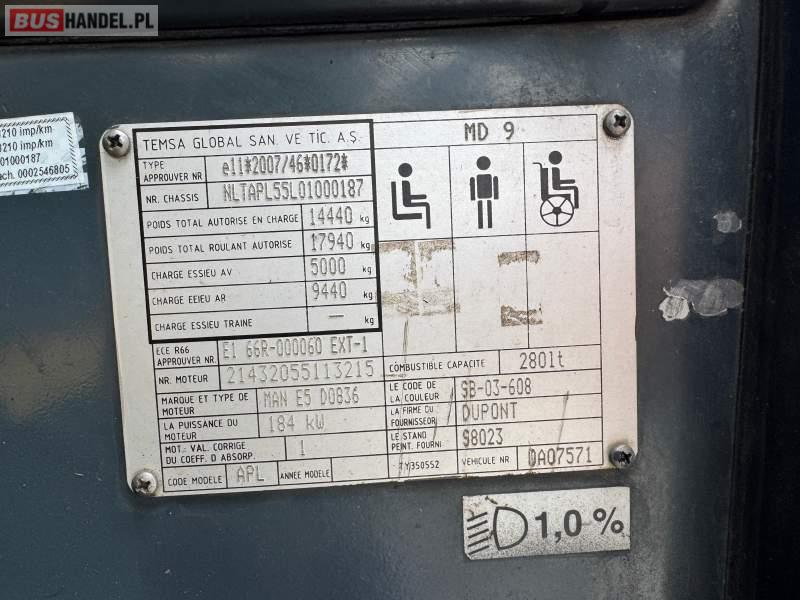 BUSHANDEL.PL
1210 imp/km
3210 imp/km
01000187
ach. 0002546805
TEMSA GLOBAL SAN. VE TİC. A.Ş.
TYPE APPROUVER NR e11*2007/46*0172*
NR. CHASSIS NLTAPL55L01000187
POIDS TOTAL AUTORISE EN CHARGE 14440 kg
POIDS TOTAL ROULANT AUTORISE 17940 kg
CHARGE ESSIEU AV 5000 kg
CHARGE EEIEU AR 9440 kg
CHARGE ESSIEU TRAINE — kg
MD 9
ECE R66 APPROUVER NR. E1 66R-000060 EXT-1
NR. MOTEUR 21432055113215
MARQUE ET TYPE DE MOTEUR MAN E5 D0836
LA PUISSANCE DU MOTEUR 184 kW
MOT. VAL. CORRIGE DU COEFF. D ABSORP. 1
CODE MODELE APL ANNEE MODELE
COMBUSTIBLE CAPACITE 280lt
LE CODE DE LA COULEUR SB-03-608
LA FIRME DU FOURNISSEUR DUPONT
LE STAND PEINT. FOURNI S8023
TY350552 VEHICULE NR. DA07571
1,0 %